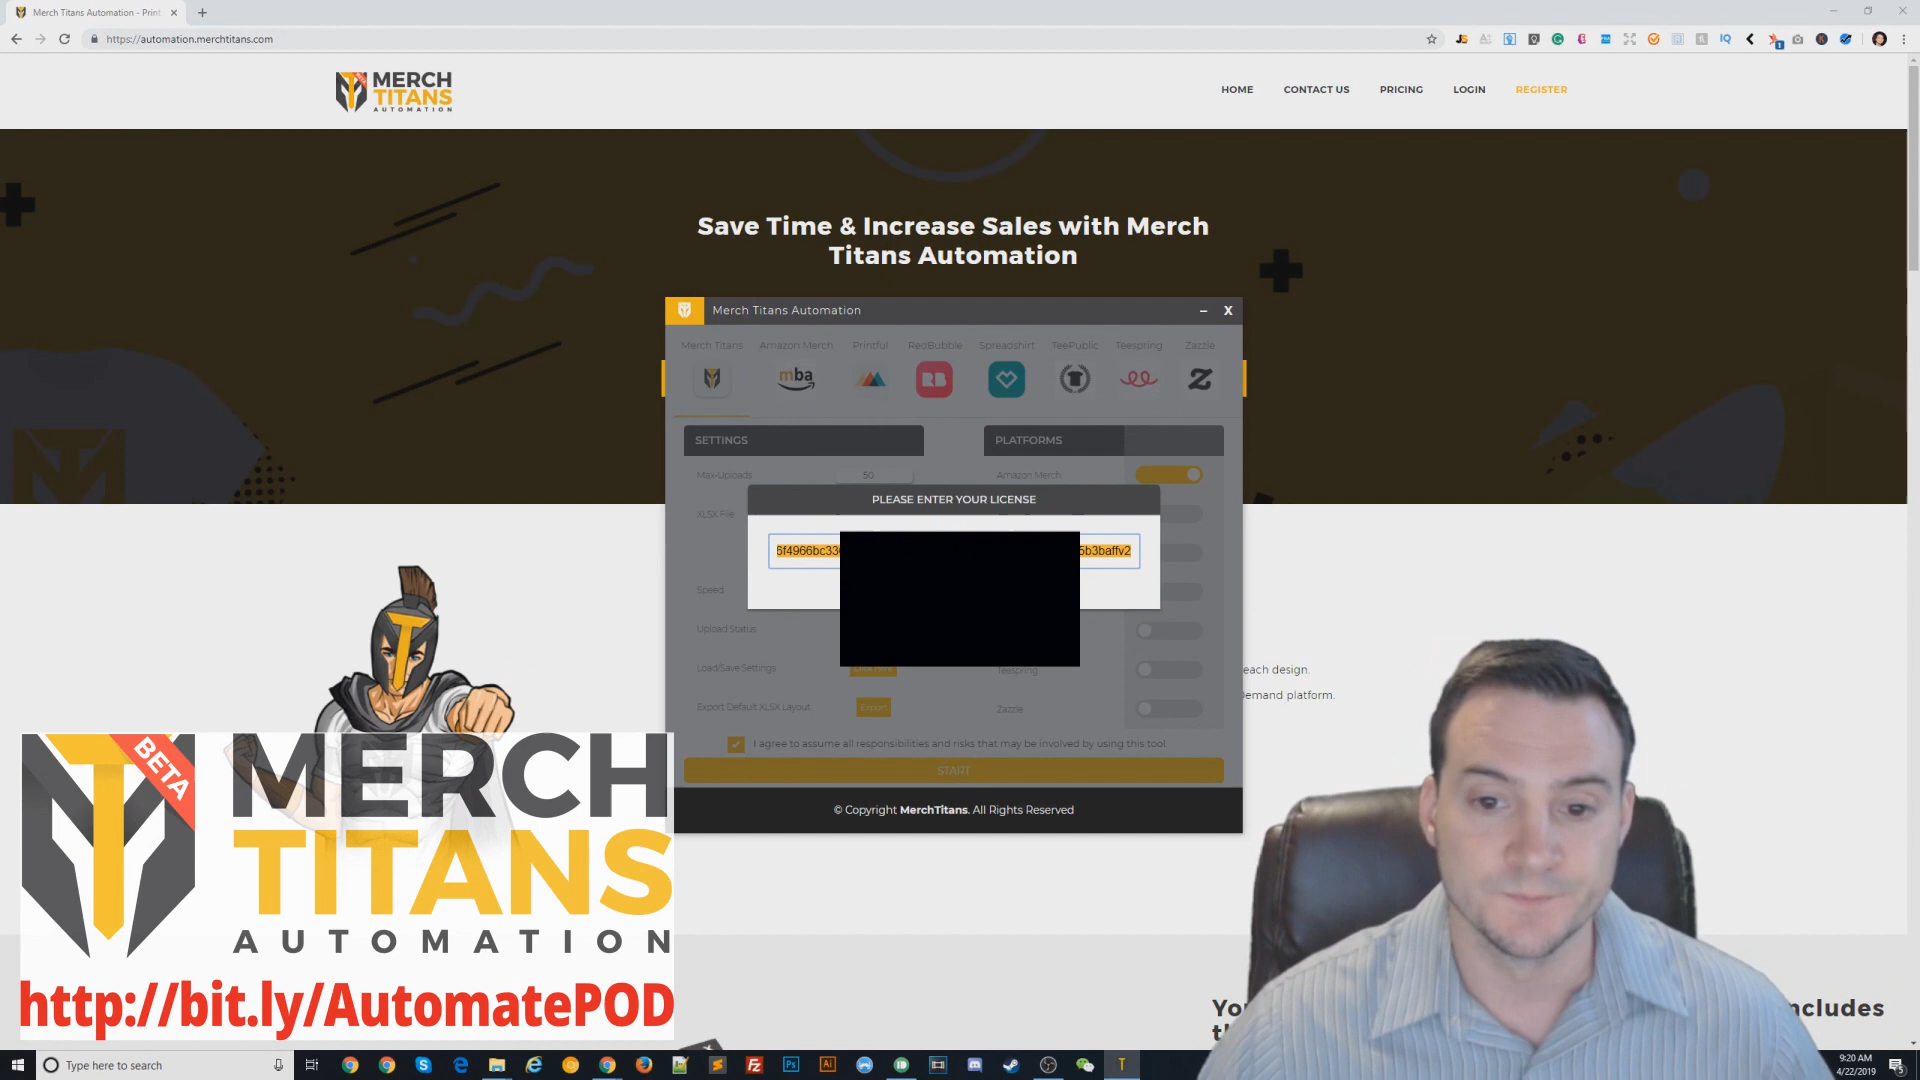 Merch Titans Automation - Print
https://automation.merchtitans.com
MERCH
TITANS
AUTOMATION
HOME
CONTACT US
PRICING
LOGIN
REGISTER
Save Time & Increase Sales with Merch
Titans Automation
Merch Titans Automation
Merch Titans
Amazon Merch
Printful
RedBubble
Spreadshirt
TeePublic
Teespring
Zazzle
mba
RB
SETTINGS
PLATFORMS
Max-Uploads
50
Amazon Merch
PLEASE ENTER YOUR LICENSE
XLSX File
6f4966bc33
5b3baffv2
Speed
Upload Status
Load/Save Settings
Teespring
Export Default XLSX Layout
Export
Zazzle
I agree to assume all responsibilities and risks that may be involved by using this tool.
START
© Copyright MerchTitans. All Rights Reserved
each design.
Demand platform.
BETA
MERCH
TITANS
AUTOMATION
http://bit.ly/AutomatePOD
ncludes
Type here to search
9:20 AM
4/22/2019